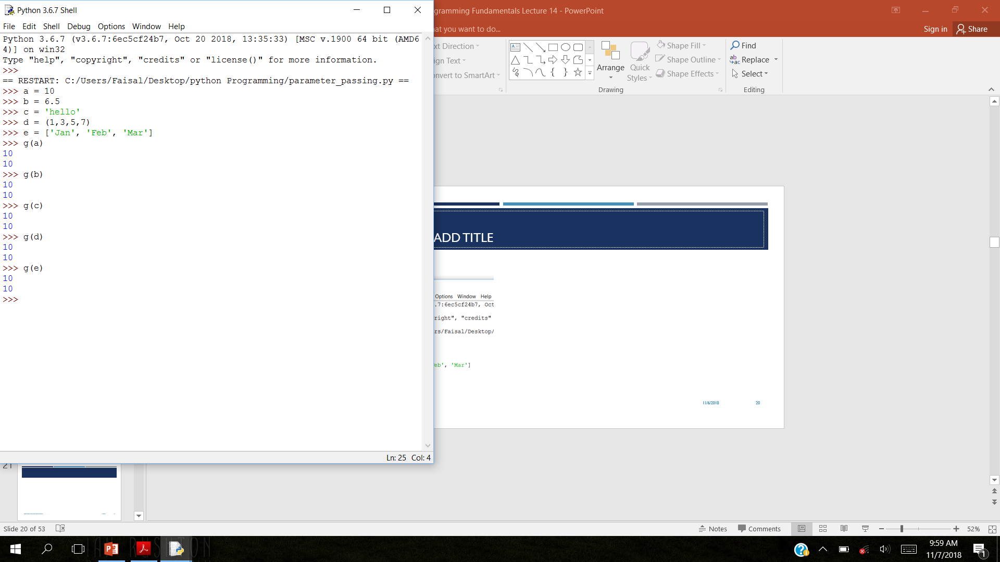 Python 3.6.7 Shell
File Edit Shell Debug Options Window Help
Python 3.6.7 (v3.6.7:6ec5cf24b7, Oct 20 2018, 13:35:33) [MSC v.1900 64 bit (AMD6
4)] on win32
Type "help", "copyright", "credits" or "license()" for more information.
>>>
== RESTART: C:/Users/Faisal/Desktop/python Programming/parameter_passing.py ==
>>> a = 10
>>> b = 6.5
>>> c = 'hello'
>>> d = (1,3,5,7)
>>> e = ['Jan', 'Feb', 'Mar']
>>> g(a)
10
10
>>> g(b)
10
10
>>> g(c)
10
10
>>> g(d)
10
10
>>> g(e)
10
10
>>>
Ln: 25 Col: 4
gramming Fundamentals Lecture 14 - PowerPoint
at you want to do...
Sign in Share
xt Direction
ign Text
nvert to SmartArt
Arrange
Quick
Styles
Shape Fill
Shape Outline
Shape Effects
Drawing
Find
Replace
Select
Editing
ADD TITLE
Options Window Help
.7:6ec5cf24b7, Oct
right", "credits"
rs/Faisal/Desktop/
eb', 'Mar']
11/6/2018 20
21
Slide 20 of 53
Notes Comments 52%
9:59 AM
11/7/2018
1